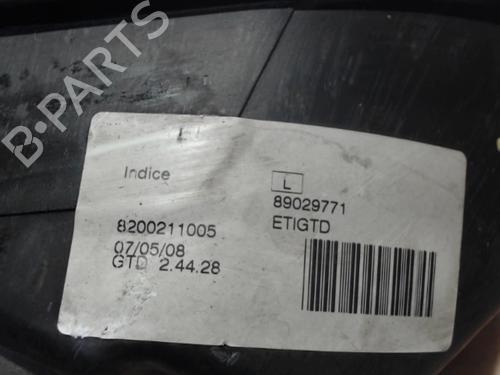 B-PARTS
Indice
L
89029771
8200211005
ETIGTD
07/05/08
GTD 2.44.28